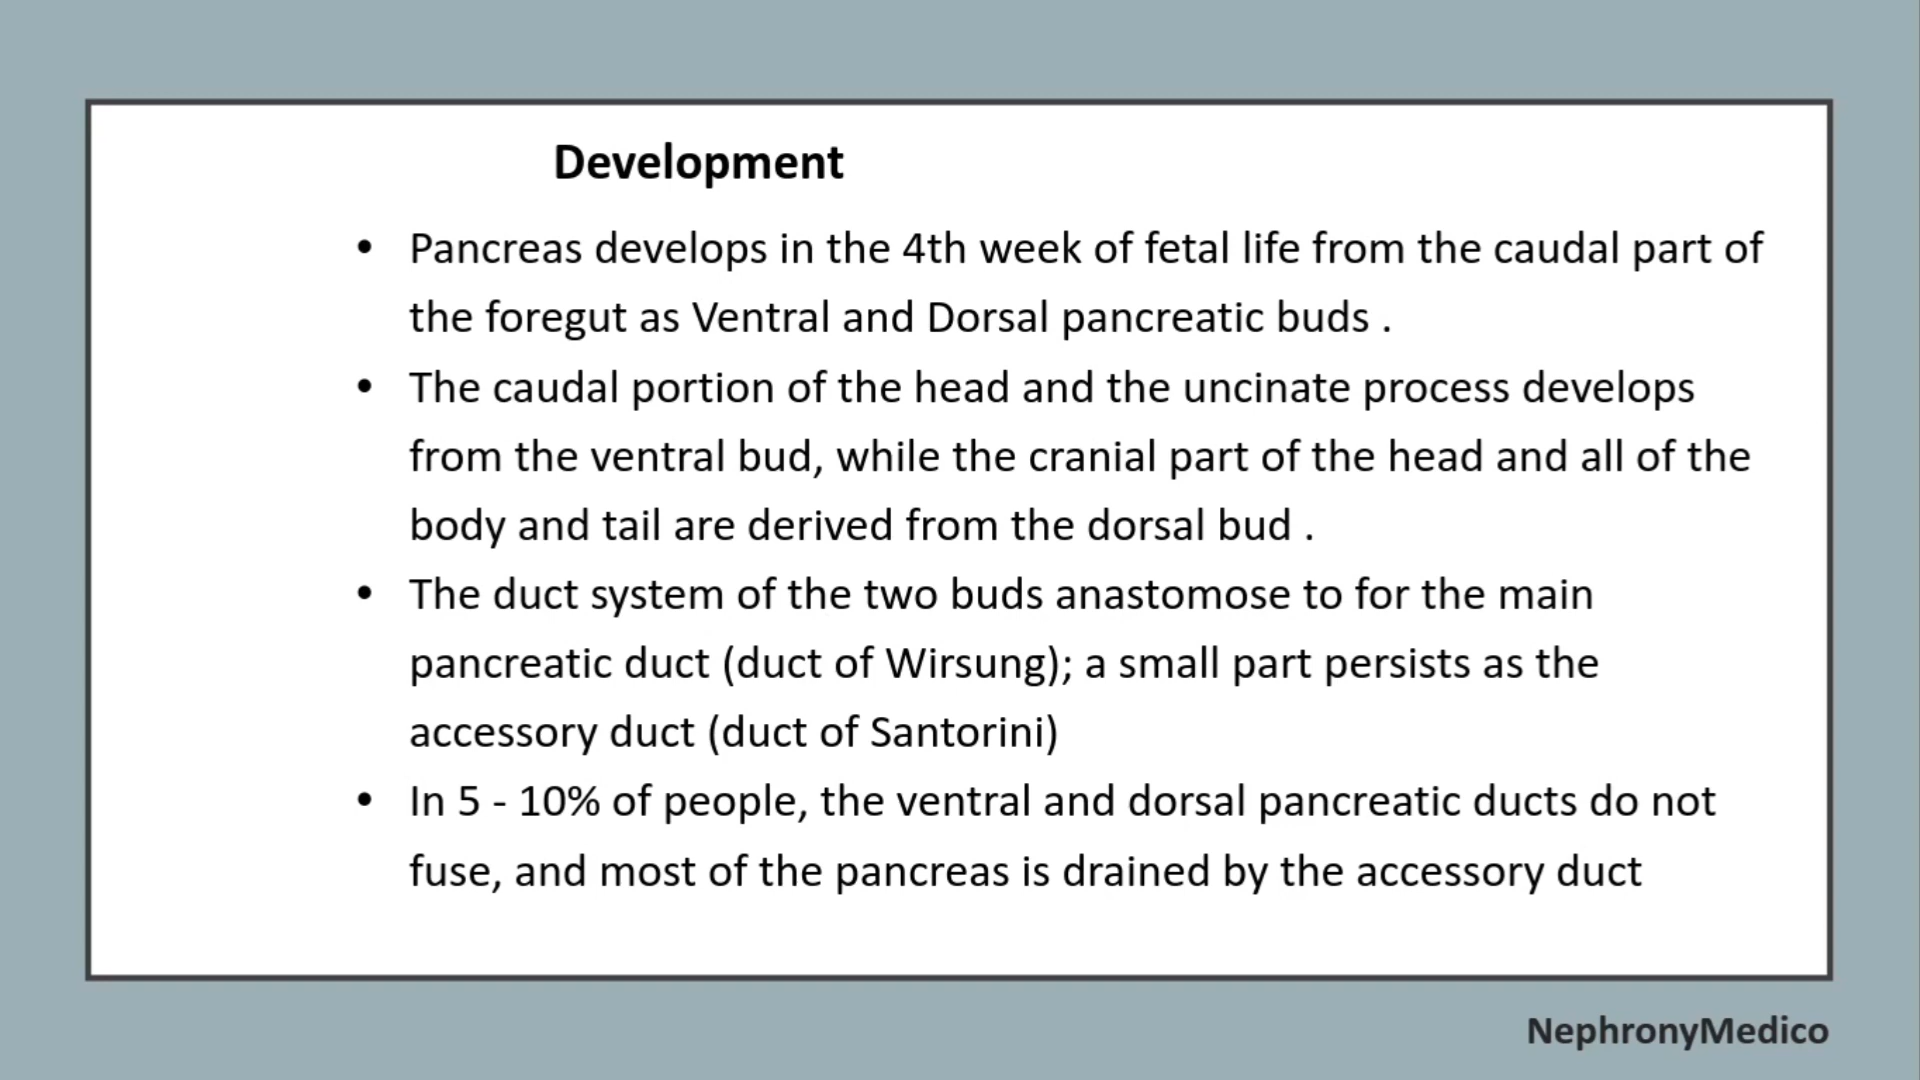 Development
• Pancreas develops in the 4th week of fetal life from the caudal part of
the foregut as Ventral and Dorsal pancreatic buds .
• The caudal portion of the head and the uncinate process develops
from the ventral bud, while the cranial part of the head and all of the
body and tail are derived from the dorsal bud .
• The duct system of the two buds anastomose to for the main
pancreatic duct (duct of Wirsung); a small part persists as the
accessory duct (duct of Santorini)
• In 5 - 10% of people, the ventral and dorsal pancreatic ducts do not
fuse, and most of the pancreas is drained by the accessory duct
NephronyMedico